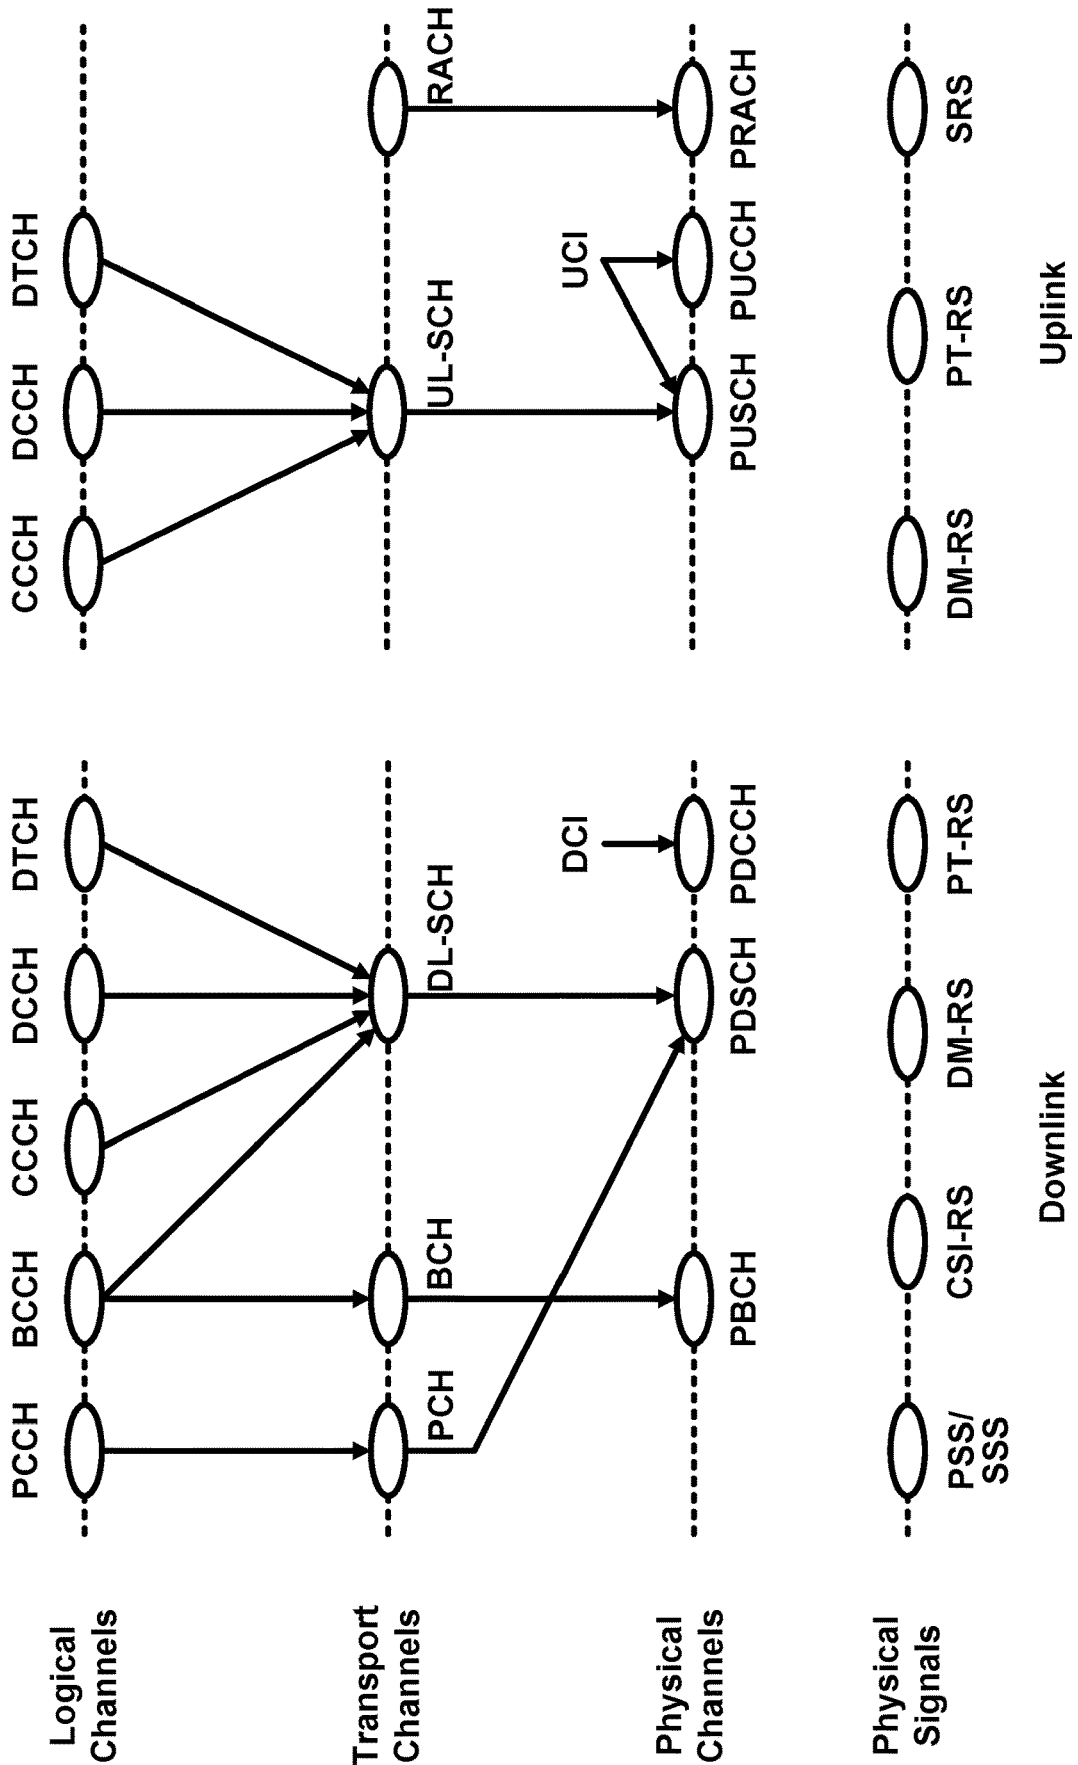 PCCH
BCCH
CCCH
DCCH
DTCH
CCCH
DCCH
DTCH
Logical
Channels
PCH
BCH
DL-SCH
UL-SCH
RACH
Transport
Channels
DCI
UCI
PBCH
PDSCH
PDCCH
PUSCH
PUCCH
PRACH
Physical
Channels
PSS/
SSS
CSI-RS
DM-RS
PT-RS
DM-RS
PT-RS
SRS
Physical
Signals
Downlink
Uplink